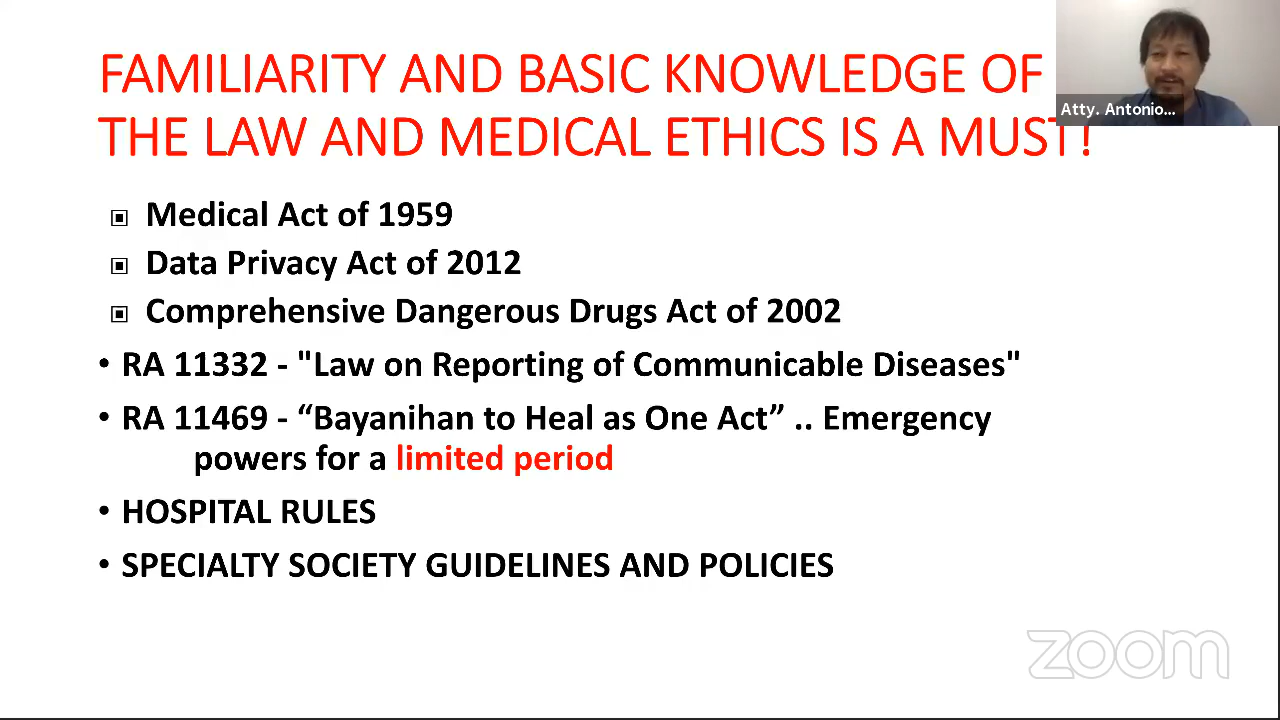 FAMILIARITY AND BASIC KNOWLEDGE OF
THE LAW AND MEDICAL ETHICS IS A MUST!
Atty. Antonio...
Medical Act of 1959
Data Privacy Act of 2012
Comprehensive Dangerous Drugs Act of 2002
• RA 11332 - "Law on Reporting of Communicable Diseases"
• RA 11469 - “Bayanihan to Heal as One Act” .. Emergency
powers for a limited period
• HOSPITAL RULES
• SPECIALTY SOCIETY GUIDELINES AND POLICIES
zoom